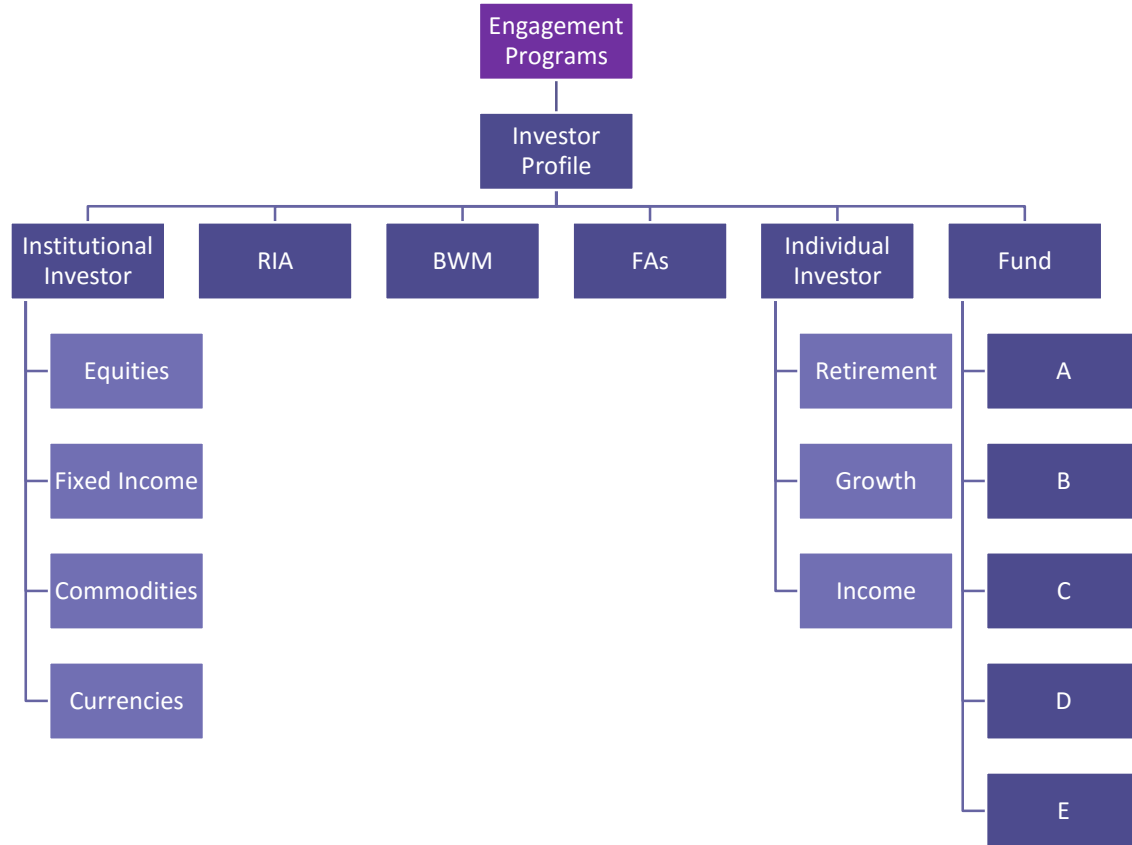 Engagement
Programs
Investor
Profile
Institutional
Investor
RIA
BWM
FAs
Individual
Investor
Fund
Equities
Fixed Income
Commodities
Currencies
Retirement
Growth
Income
A
B
C
D
E